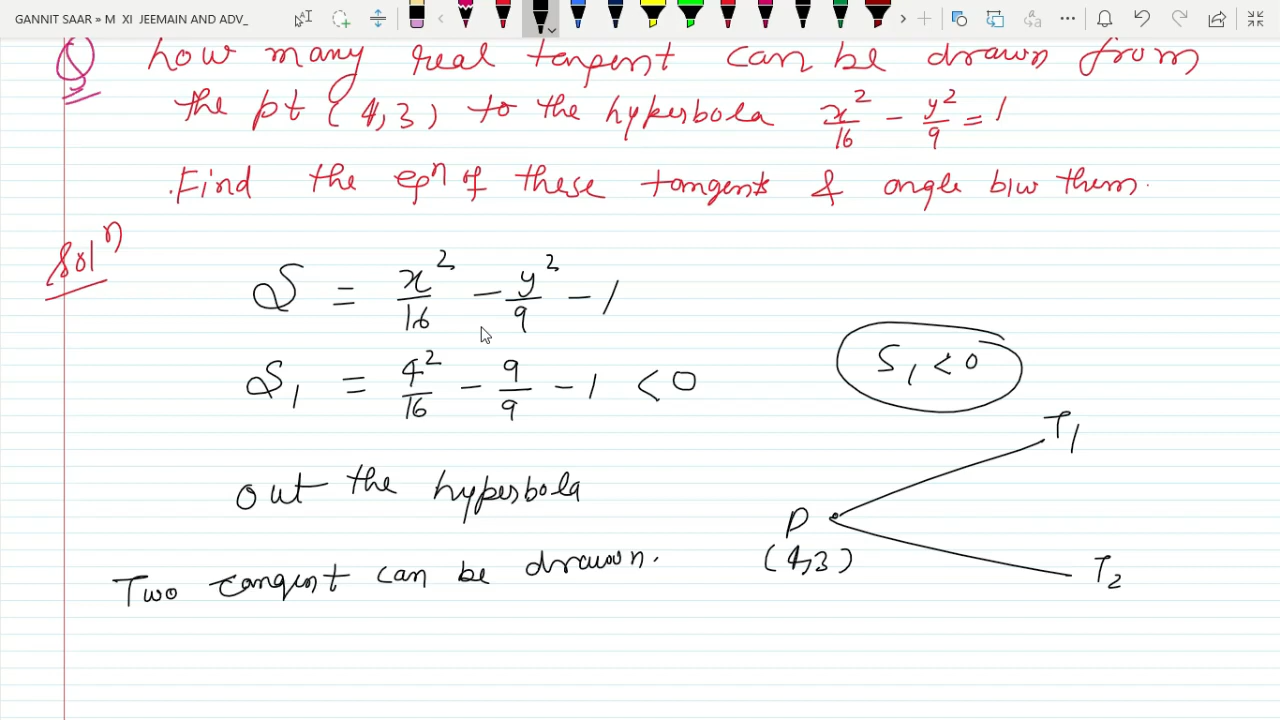 GANNIT SAAR » M XI JEEMAIN AND ADV_
Q how many real tangent can be drawn from
the pt (4,3) to the hyperbola x²/16 - y²/9 = 1
.Find the eqⁿ of these tangents & angle b/w them.
Solⁿ
S = x²/16 - y²/9 - 1
S₁ = 4²/16 - 9/9 - 1 < 0
S₁ < 0
T₁
out the hyperbola
P
(4,3)
Two tangent can be drawn.
T₂